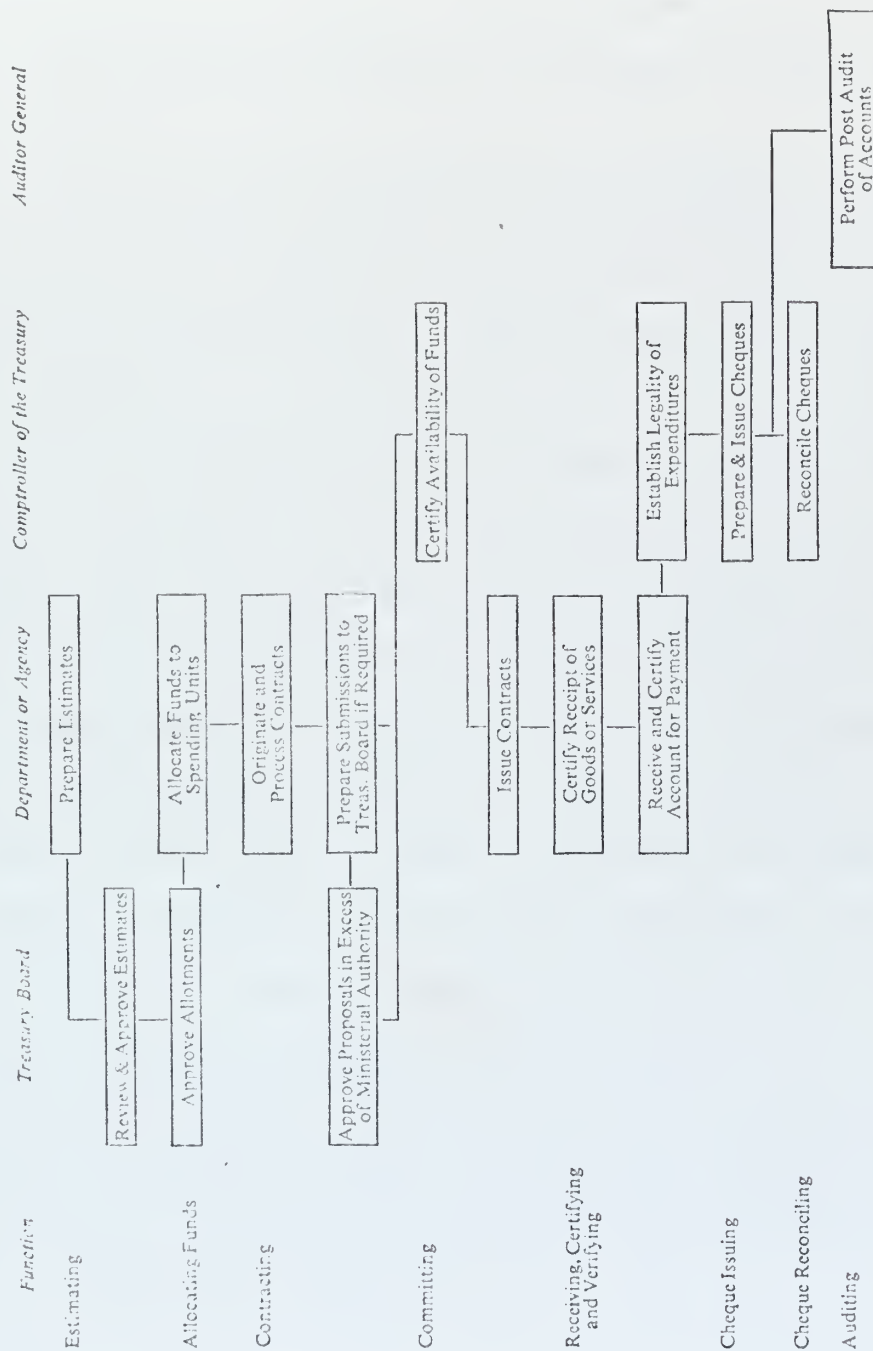 Function
Treasury Board
Department or Agency
Comptroller of the Treasury
Auditor General
Estimating
Prepare Estimates
Review & Approve Estimates
Allocating Funds
Approve Allotments
Allocate Funds to
Spending Units
Contracting
Originate and
Process Contracts
Approve Proposals in Excess
of Ministerial Authority
Prepare Submissions to
Treas. Board if Required
Committing
Certify Availability of Funds
Issue Contracts
Receiving, Certifying
and Verifying
Certify Receipt of
Goods or Services
Receive and Certify
Account for Payment
Establish Legality of
Expenditures
Cheque Issuing
Prepare & Issue Cheques
Cheque Reconciling
Reconcile Cheques
Auditing
Perform Post Audit
of Accounts